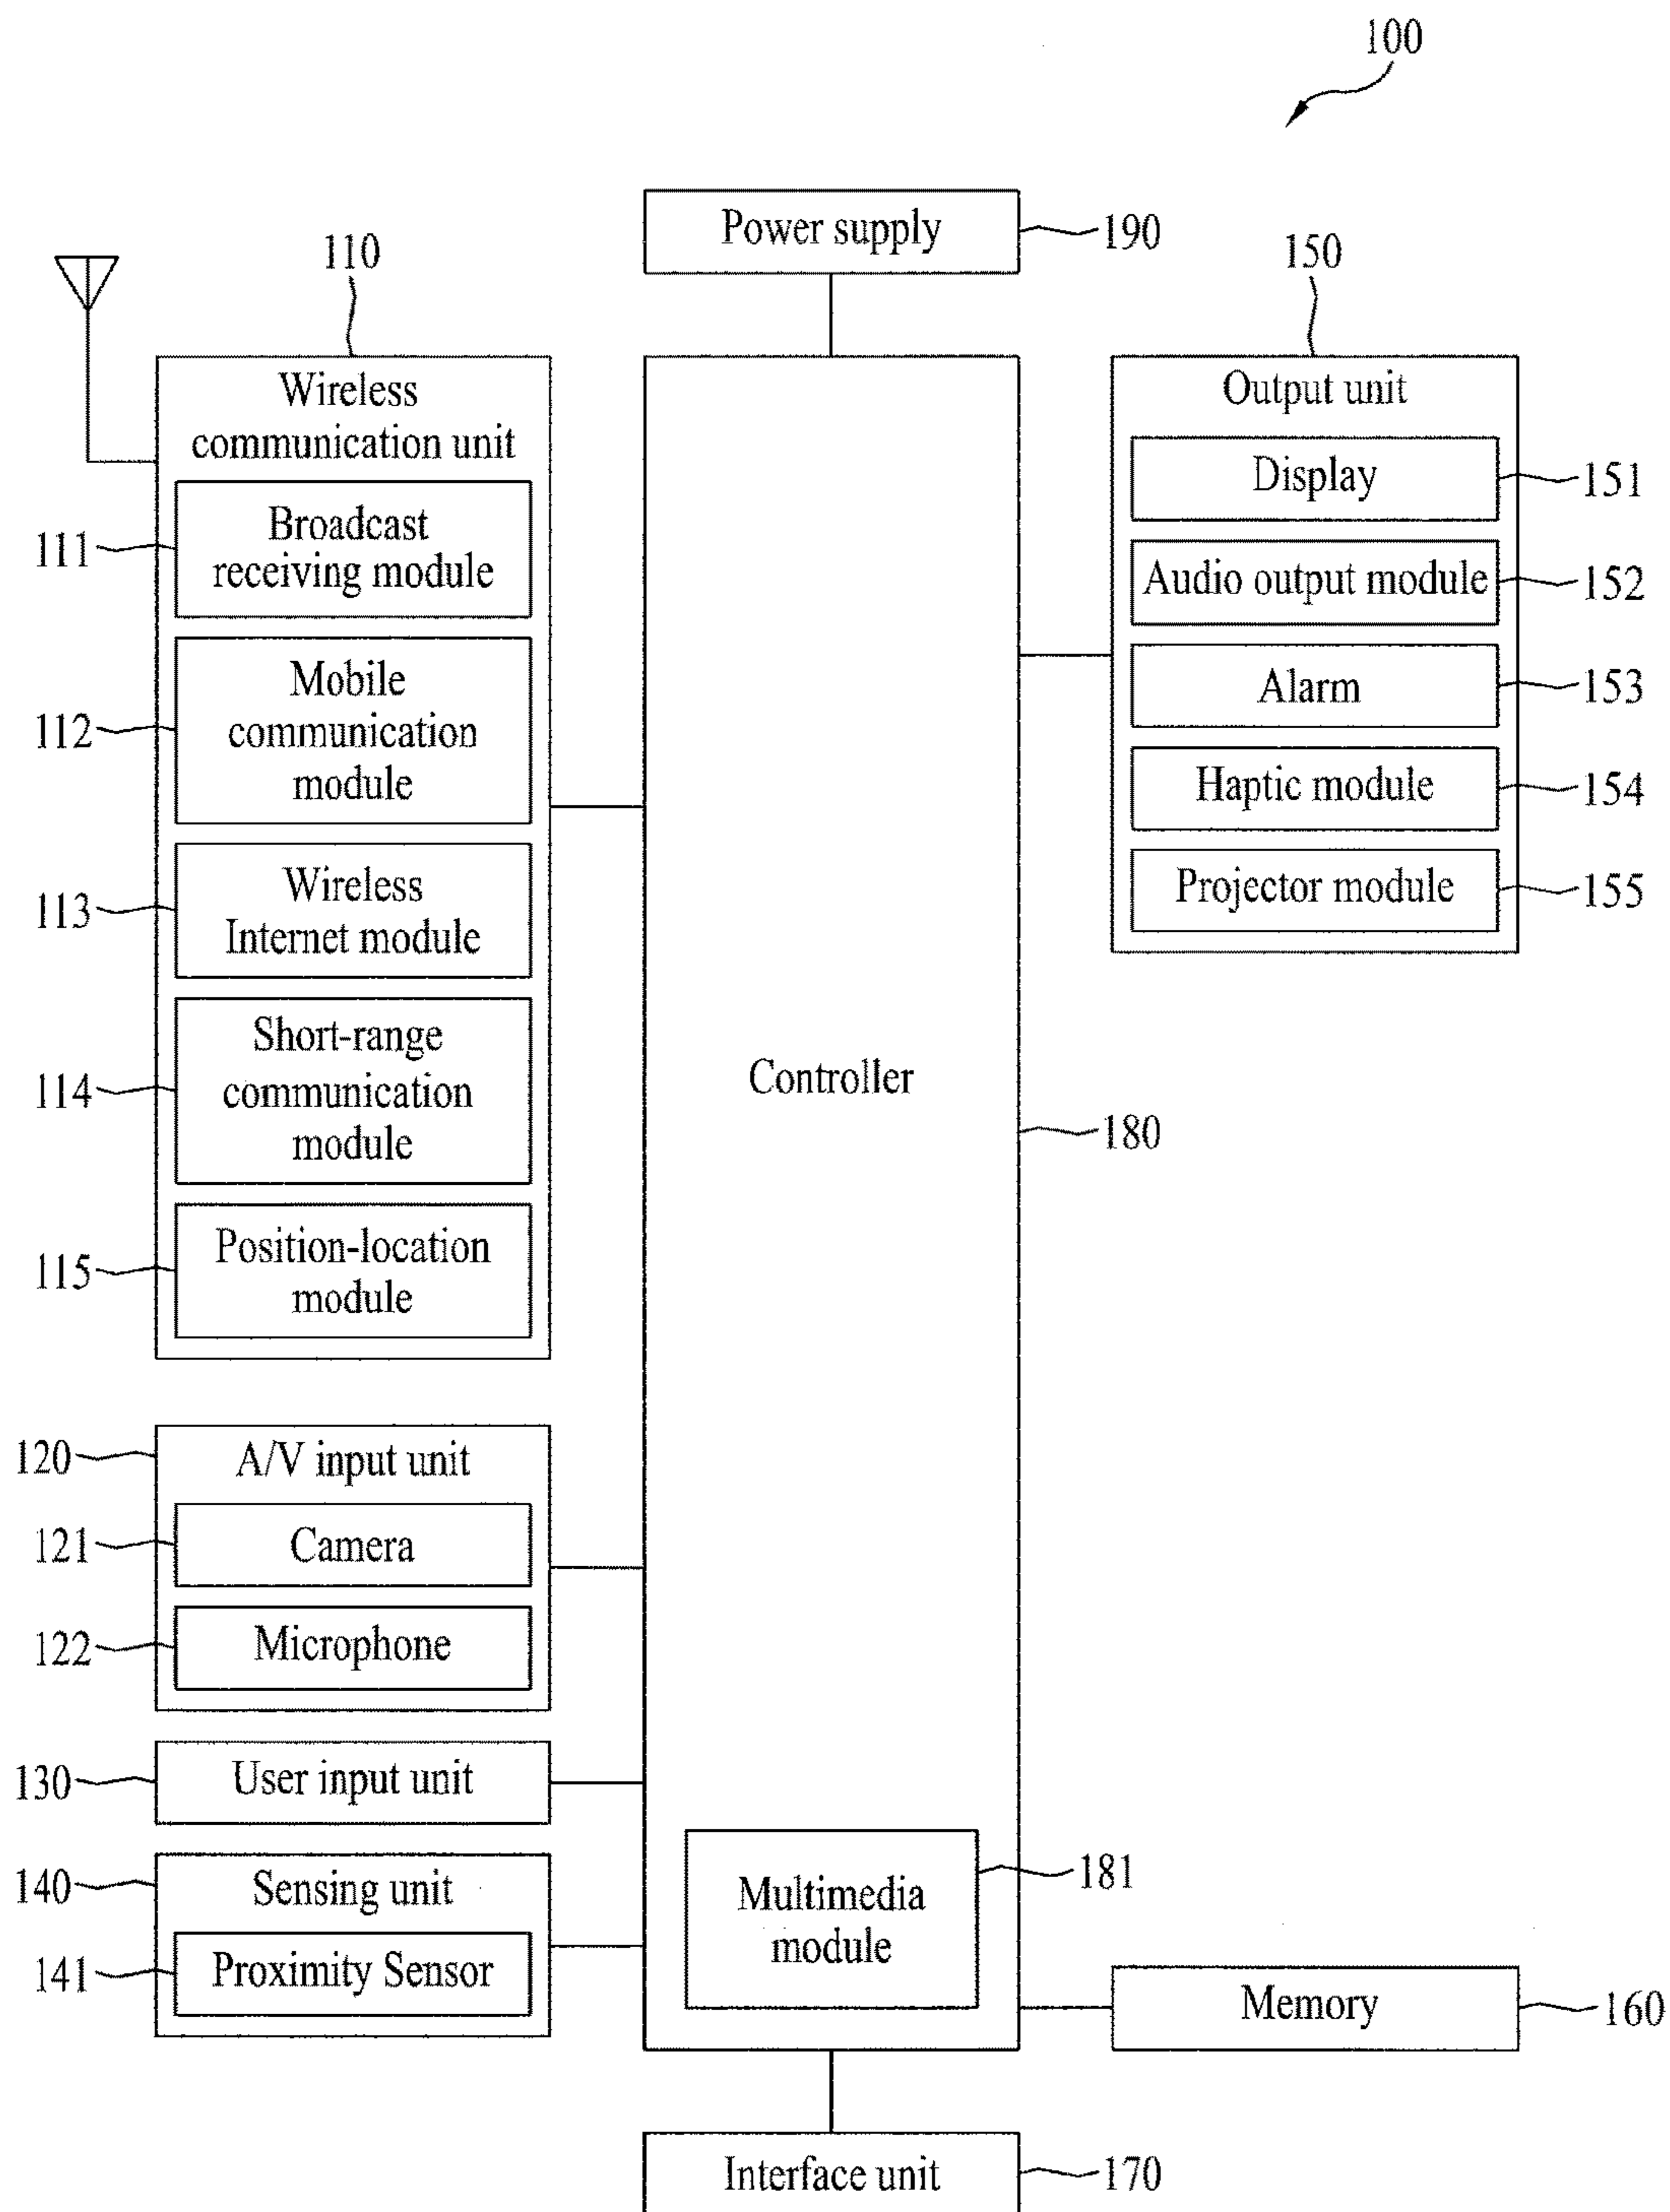 100
Power supply
190
110
150
Wireless
communication unit
Broadcast
receiving module
111
Mobile
communication
module
112
Wireless
Internet module
113
Short-range
communication
module
114
Position-location
module
115
Output unit
Display
151
Audio output module
152
Alarm
153
Haptic module
154
Projector module
155
Controller
180
120
A/V input unit
121
Camera
122
Microphone
130
User input unit
140
Sensing unit
141
Proximity Sensor
Multimedia
module
181
Memory
160
Interface unit
170